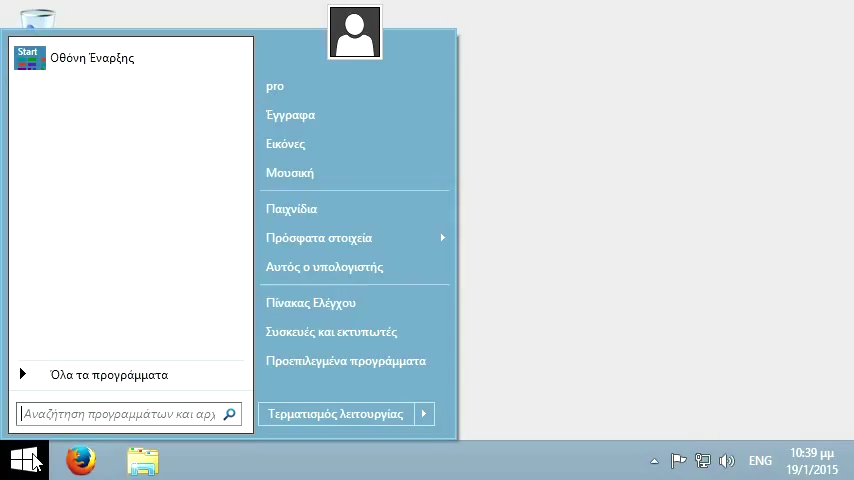 Start
Οθόνη Έναρξης
Όλα τα προγράμματα
Αναζήτηση προγραμμάτων και αρχ
pro
Έγγραφα
Εικόνες
Μουσική
Παιχνίδια
Πρόσφατα στοιχεία
Αυτός ο υπολογιστής
Πίνακας Ελέγχου
Συσκευές και εκτυπωτές
Προεπιλεγμένα προγράμματα
Τερματισμός λειτουργίας
ENG
10:39 μμ
19/1/2015